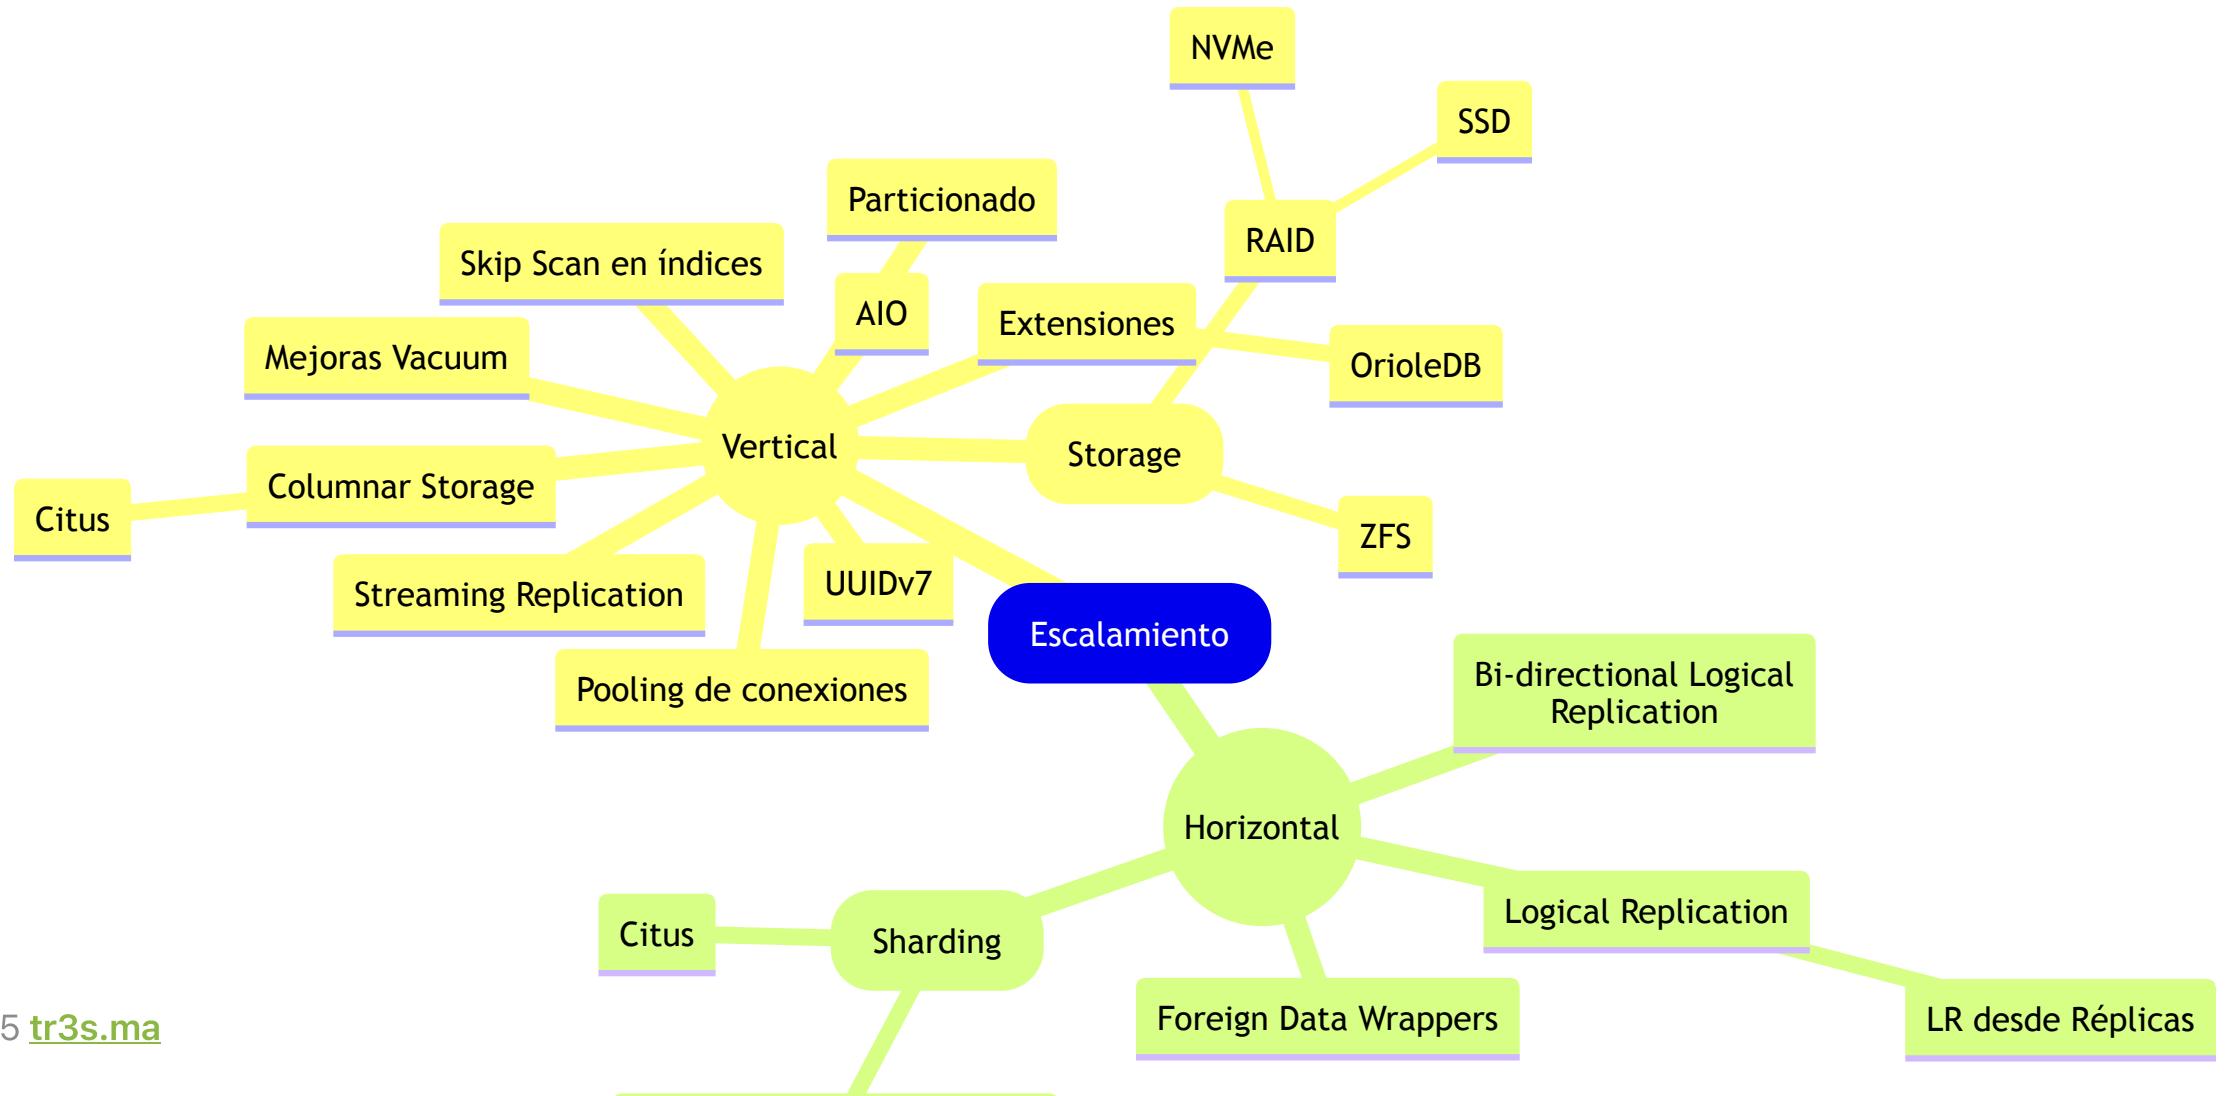 NVMe
SSD
Particionado
RAID
Skip Scan en índices
AIO
Extensiones
Mejoras Vacuum
OrioleDB
Vertical
Storage
Columnar Storage
Citus
ZFS
Streaming Replication
UUIDv7
Escalamiento
Pooling de conexiones
Bi-directional Logical
Replication
Horizontal
Logical Replication
Citus
Sharding
Foreign Data Wrappers
LR desde Réplicas
5 tr3s.ma